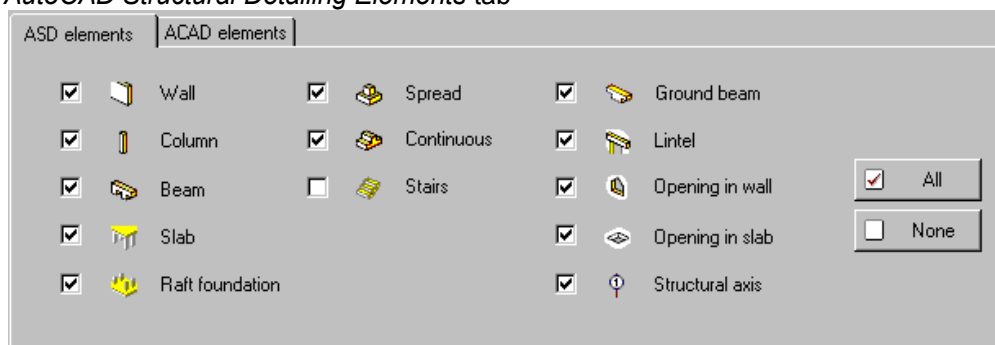 AutoCAD Structural Detailing Elements tab
ASD elements ACAD elements
Wall Spread Ground beam
Column Continuous Lintel
Beam Stairs Opening in wall All
Slab Opening in slab None
Raft foundation Structural axis